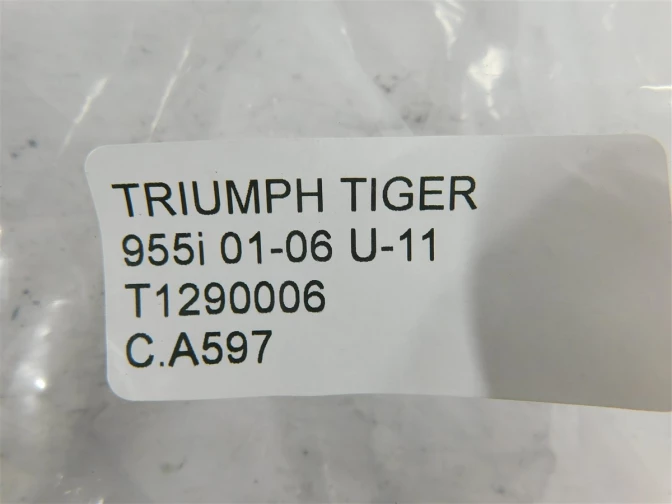 TRIUMPH TIGER
955i 01-06 U-11
T1290006
C.A597